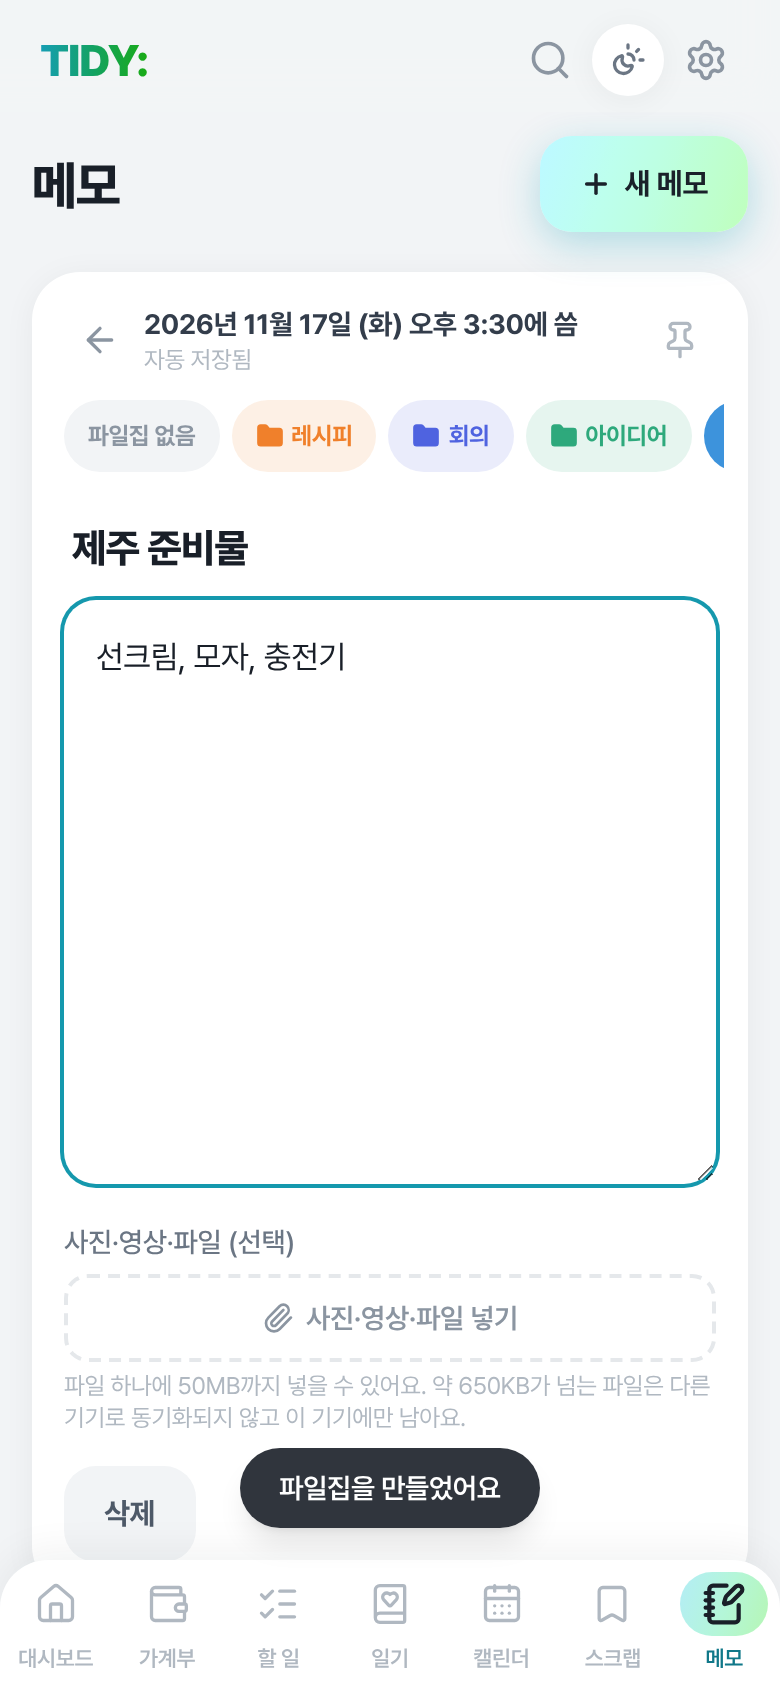 TIDY:
메모
새 메모
2026년 11월 17일 (화) 오후 3:30에 씀
자동 저장됨
파일집 없음
레시피
회의
아이디어
제주 준비물
선크림, 모자, 충전기
사진·영상·파일 (선택)
사진·영상·파일 넣기
파일 하나에 50MB까지 넣을 수 있어요. 약 650KB가 넘는 파일은 다른
기기로 동기화되지 않고 이 기기에만 남아요.
파일집을 만들었어요
삭제
대시보드
가계부
할 일
일기
캘린더
스크랩
메모